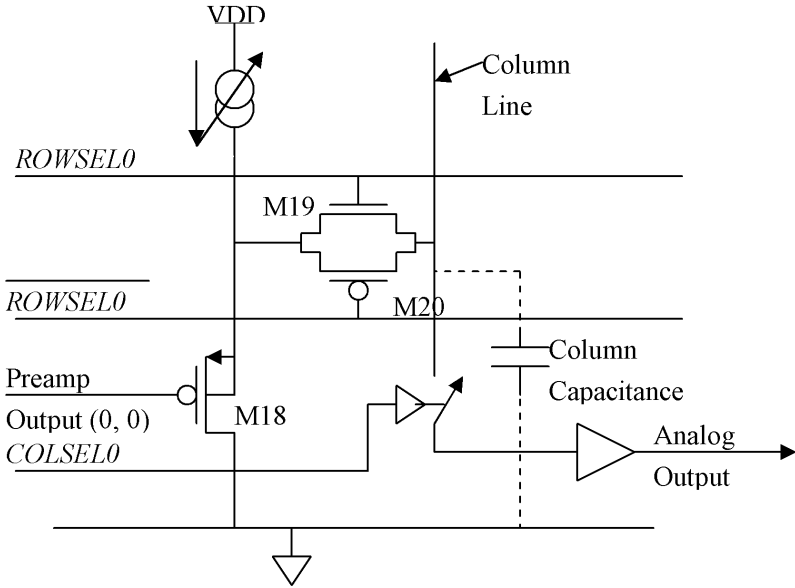 VDD
Column
Line
ROWSEL0
M19
ROWSEL0
M20
Column
Capacitance
Preamp
Output (0, 0)
M18
COLSEL0
Analog
Output